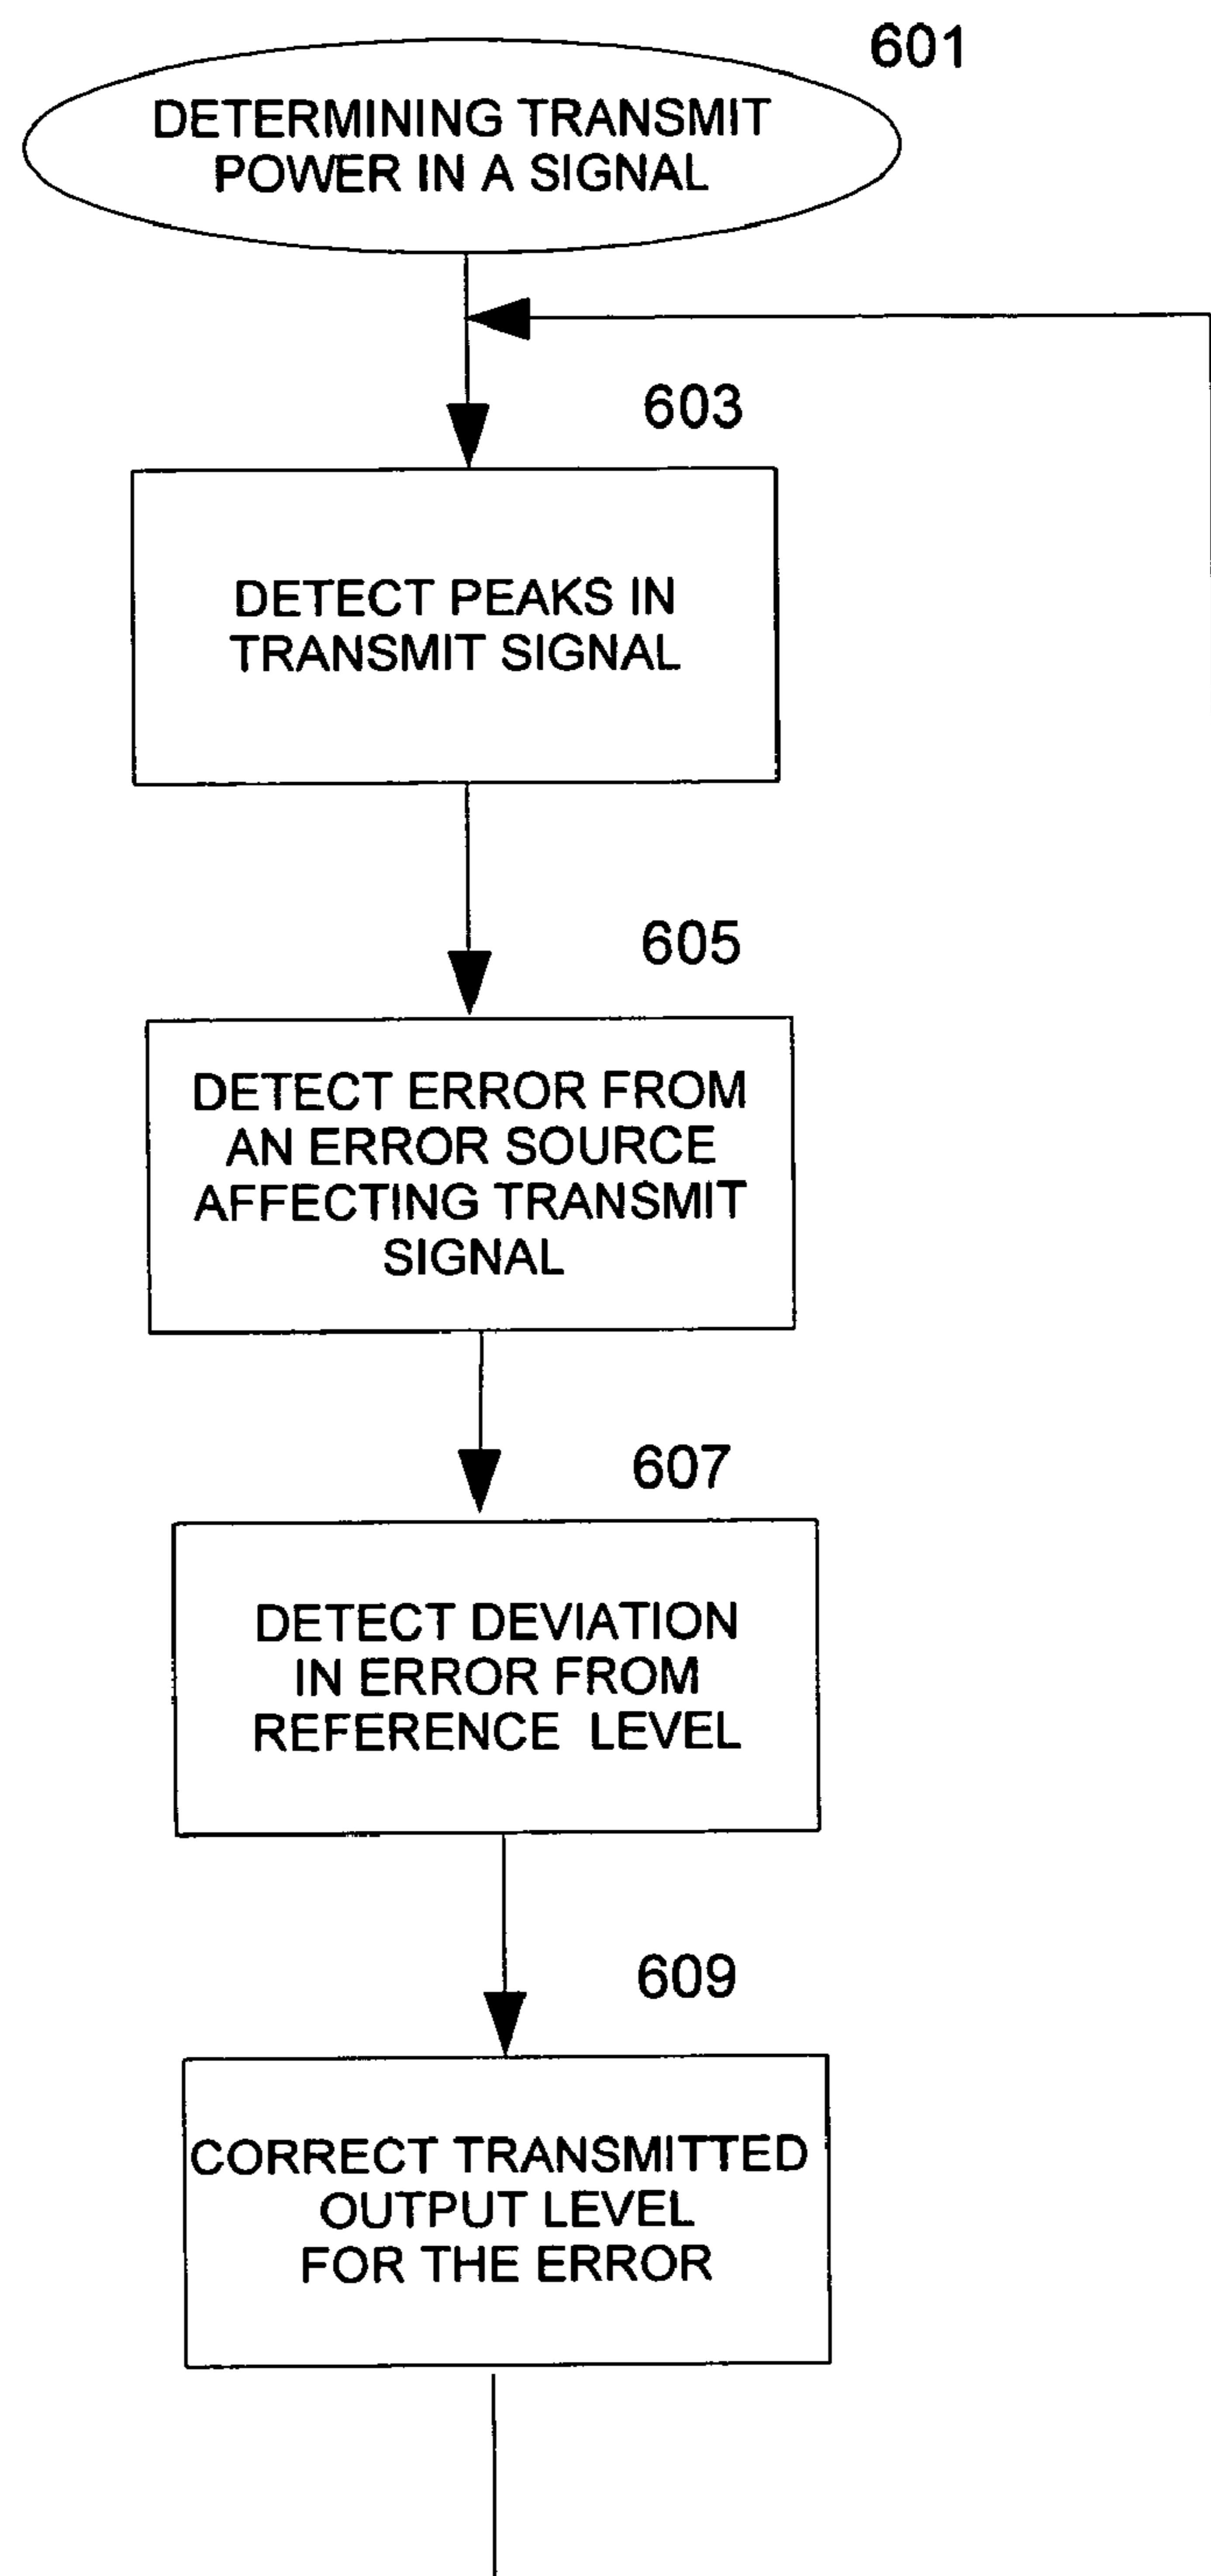 601
DETERMINING TRANSMIT
POWER IN A SIGNAL
603
DETECT PEAKS IN
TRANSMIT SIGNAL
605
DETECT ERROR FROM
AN ERROR SOURCE
AFFECTING TRANSMIT
SIGNAL
607
DETECT DEVIATION
IN ERROR FROM
REFERENCE LEVEL
609
CORRECT TRANSMITTED
OUTPUT LEVEL
FOR THE ERROR